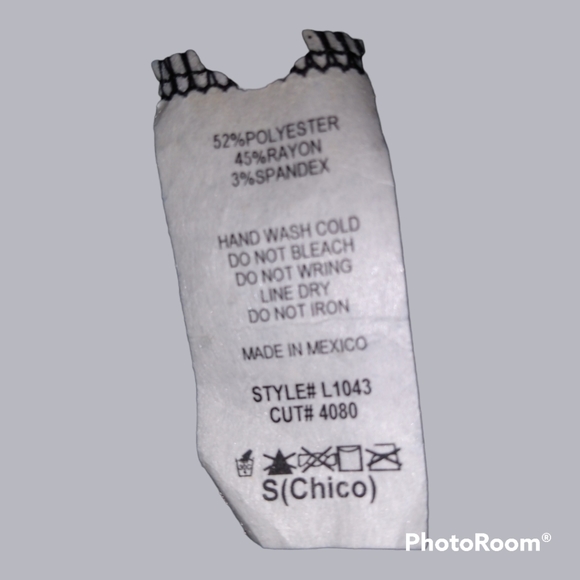 52%POLYESTER
45%RAYON
3%SPANDEX
HAND WASH COLD
DO NOT BLEACH
DO NOT WRING
LINE DRY
DO NOT IRON
MADE IN MEXICO
STYLE# L1043
CUT# 4080
S(Chico)
PhotoRoom®